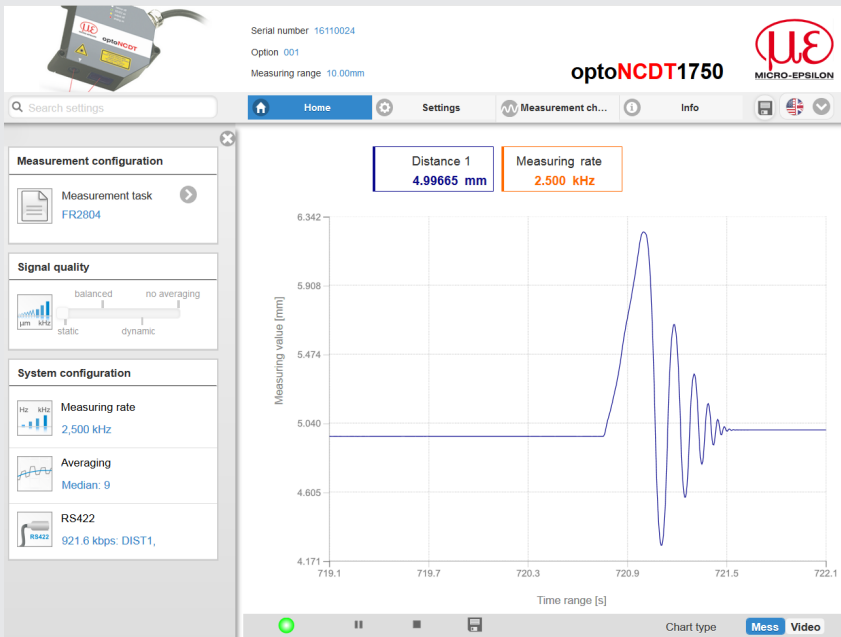 με
optoNCDT
Serial number 16110024
Option 001
Measuring range 10.00mm
optoNCDT1750
με
MICRO-EPSILON
Search settings
Home
Settings
Measurement ch...
Info
Measurement configuration
Measurement task
FR2804
Signal quality
balanced
no averaging
μm kHz
static
dynamic
System configuration
Hz kHz
Measuring rate
2,500 kHz
Averaging
Median: 9
RS422
RS422
921.6 kbps: DIST1,
Distance 1
4.99665 mm
Measuring rate
2.500 kHz
Measuring value [mm]
6.342
5.908
5.474
5.040
4.605
4.171
719.1
719.7
720.3
720.9
721.5
722.1
Time range [s]
Chart type
Mess
Video